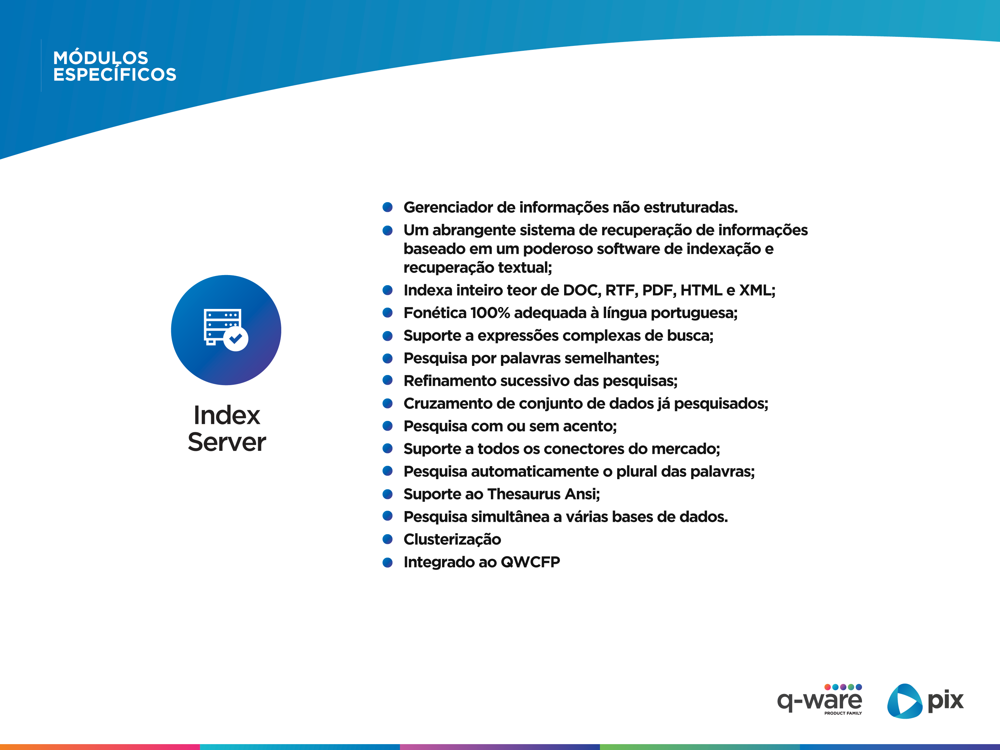 MÓDULOS
ESPECÍFICOS
Gerenciador de informações não estruturadas.
Um abrangente sistema de recuperação de informações
baseado em um poderoso software de indexação e
recuperação textual;
Indexa inteiro teor de DOC, RTF, PDF, HTML e XML;
Fonética 100% adequada à língua portuguesa;
Suporte a expressões complexas de busca;
Pesquisa por palavras semelhantes;
Refinamento sucessivo das pesquisas;
Cruzamento de conjunto de dados já pesquisados;
Pesquisa com ou sem acento;
Suporte a todos os conectores do mercado;
Pesquisa automaticamente o plural das palavras;
Suporte ao Thesaurus Ansi;
Pesquisa simultânea a várias bases de dados.
Clusterização
Integrado ao QWCFP
Index
Server
q-ware
PRODUCT FAMILY
pix